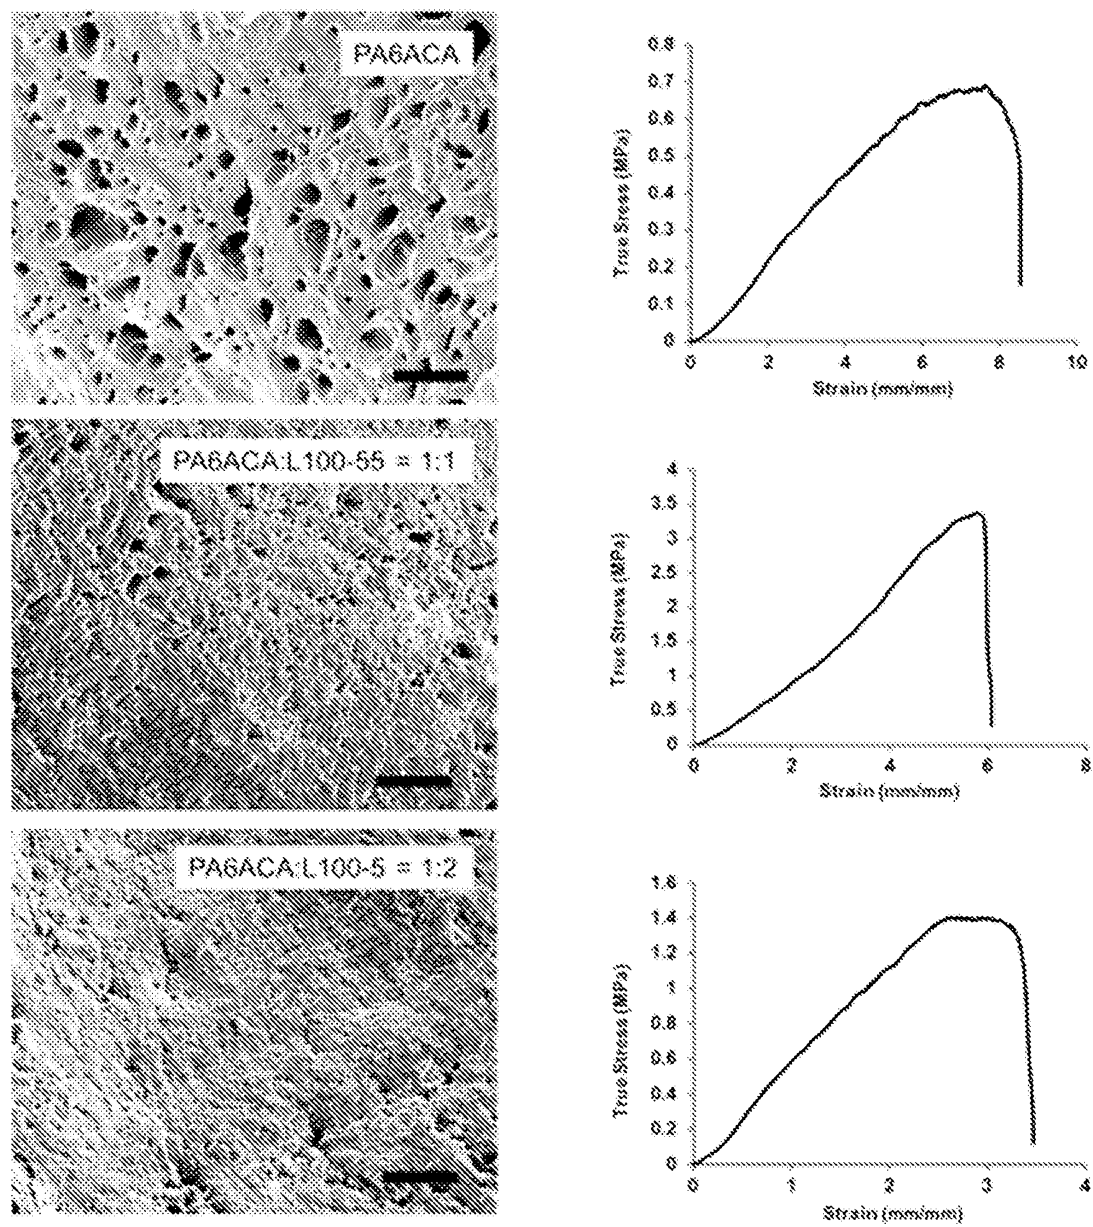 PA6ACA
0.8
0.7
0.6
0.5
0.4
0.3
0.2
0.1
0
True Sress (MPa)
0 2 4 6 8 10
Strain (mm/mm)
PA6ACA:L100-55 = 1:1
4
3.5
3
2.5
2
1.5
1
0.5
0
True Stress (MPa)
0 2 4 6 8
Strain (mm/mm)
PA6ACA:L100-5 = 1:2
1.6
1.4
1.2
1
0.8
0.6
0.4
0.2
0
True Stress (MPa)
0 1 2 3 4
Strain (mm/mm)